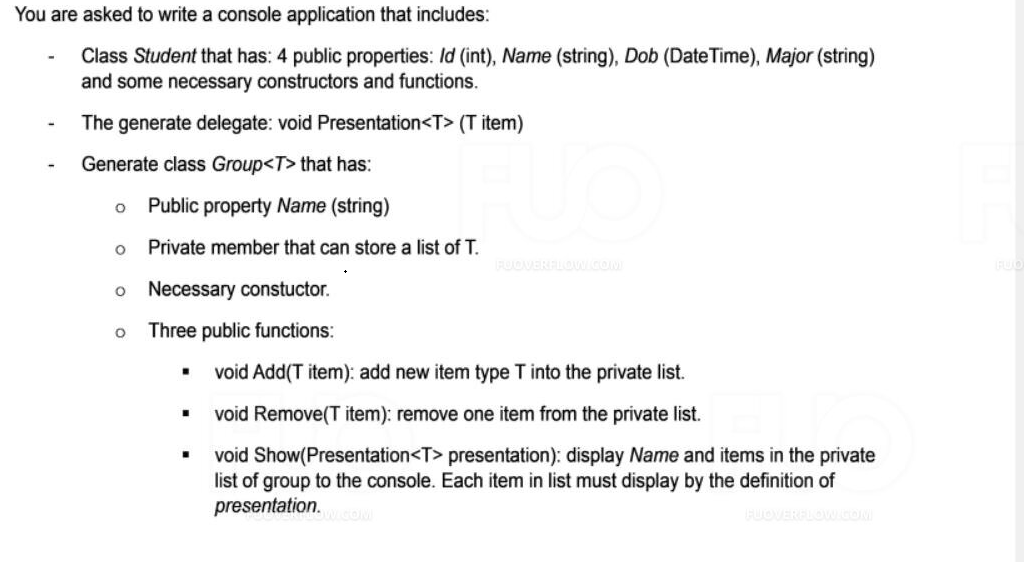 You are asked to write a console application that includes:
- Class Student that has: 4 public properties: Id (int), Name (string), Dob (DateTime), Major (string)
and some necessary constructors and functions.
- The generate delegate: void Presentation<T> (T item)
- Generate class Group<T> that has:
o Public property Name (string)
o Private member that can store a list of T.
o Necessary constuctor.
o Three public functions:
▪ void Add(T item): add new item type T into the private list.
▪ void Remove(T item): remove one item from the private list.
▪ void Show(Presentation<T> presentation): display Name and items in the private
list of group to the console. Each item in list must display by the definition of
presentation.
FUO
FUOVERFLOW.COM
FUOVERFLOW.COM